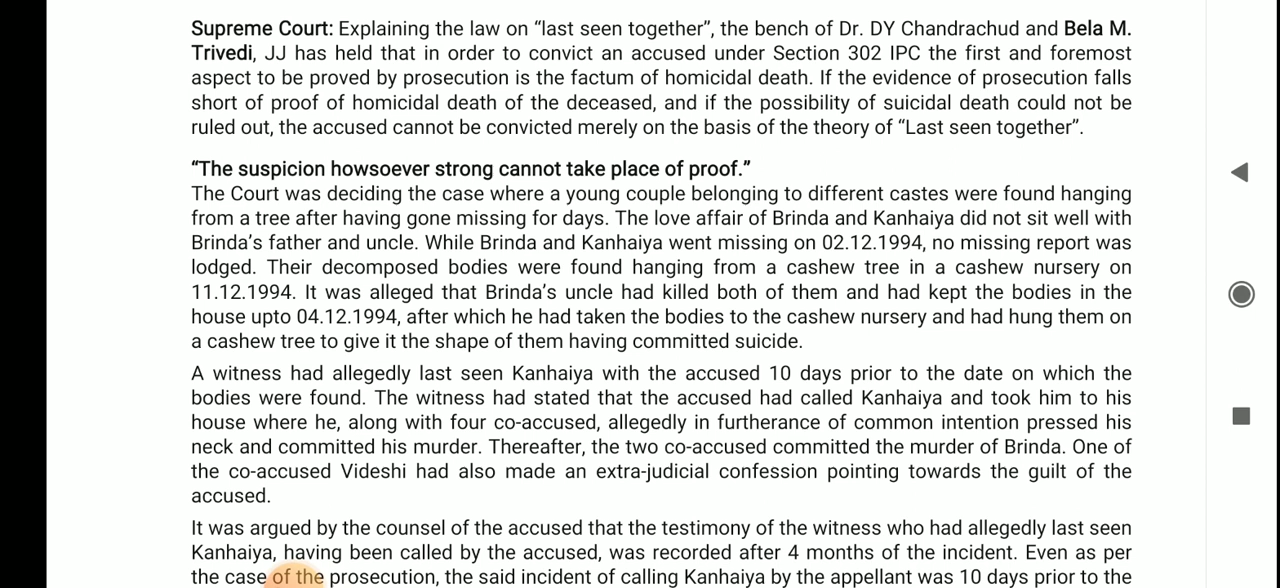 Supreme Court: Explaining the law on “last seen together”, the bench of Dr. DY Chandrachud and Bela M.
Trivedi, JJ has held that in order to convict an accused under Section 302 IPC the first and foremost
aspect to be proved by prosecution is the factum of homicidal death. If the evidence of prosecution falls
short of proof of homicidal death of the deceased, and if the possibility of suicidal death could not be
ruled out, the accused cannot be convicted merely on the basis of the theory of “Last seen together”.
“The suspicion howsoever strong cannot take place of proof.”
The Court was deciding the case where a young couple belonging to different castes were found hanging
from a tree after having gone missing for days. The love affair of Brinda and Kanhaiya did not sit well with
Brinda’s father and uncle. While Brinda and Kanhaiya went missing on 02.12.1994, no missing report was
lodged. Their decomposed bodies were found hanging from a cashew tree in a cashew nursery on
11.12.1994. It was alleged that Brinda’s uncle had killed both of them and had kept the bodies in the
house upto 04.12.1994, after which he had taken the bodies to the cashew nursery and had hung them on
a cashew tree to give it the shape of them having committed suicide.
A witness had allegedly last seen Kanhaiya with the accused 10 days prior to the date on which the
bodies were found. The witness had stated that the accused had called Kanhaiya and took him to his
house where he, along with four co-accused, allegedly in furtherance of common intention pressed his
neck and committed his murder. Thereafter, the two co-accused committed the murder of Brinda. One of
the co-accused Videshi had also made an extra-judicial confession pointing towards the guilt of the
accused.
It was argued by the counsel of the accused that the testimony of the witness who had allegedly last seen
Kanhaiya, having been called by the accused, was recorded after 4 months of the incident. Even as per
the case of the prosecution, the said incident of calling Kanhaiya by the appellant was 10 days prior to the